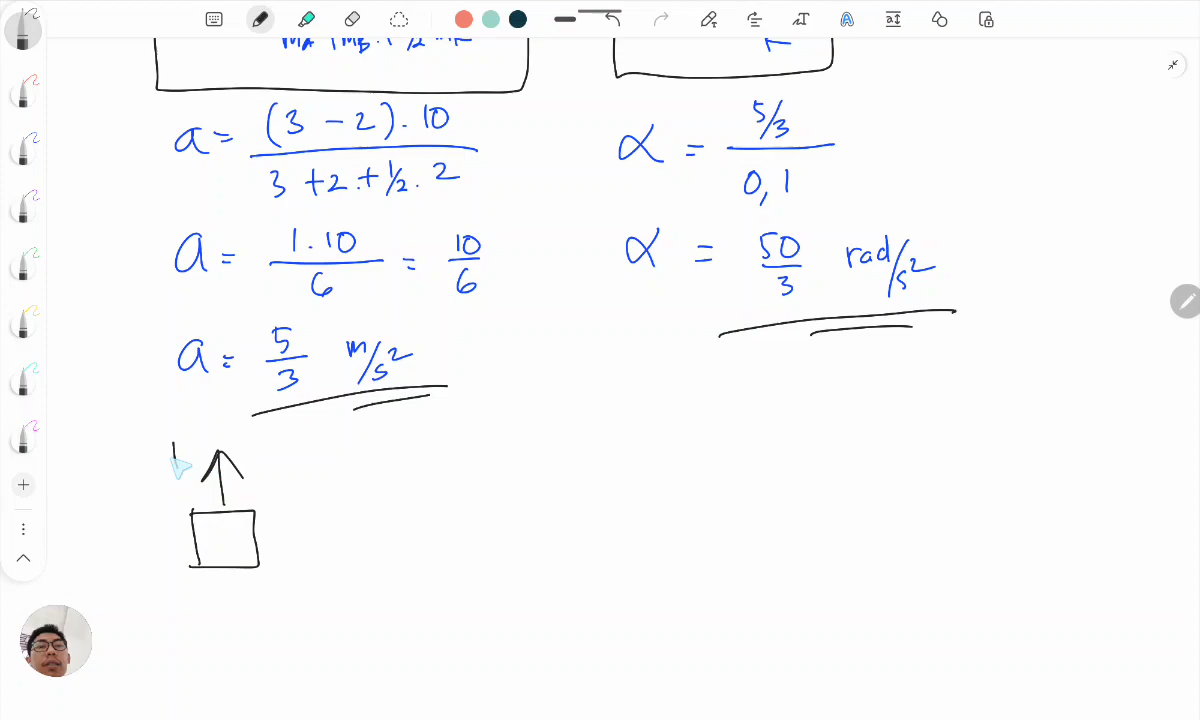 a = (3 - 2) . 10 / 3 + 2 . + 1/2 . 2
a = 1 . 10 / 6 = 10 / 6
a = 5 / 3 m/s²
α = 5/3 / 0,1
α = 50 / 3 rad/s²